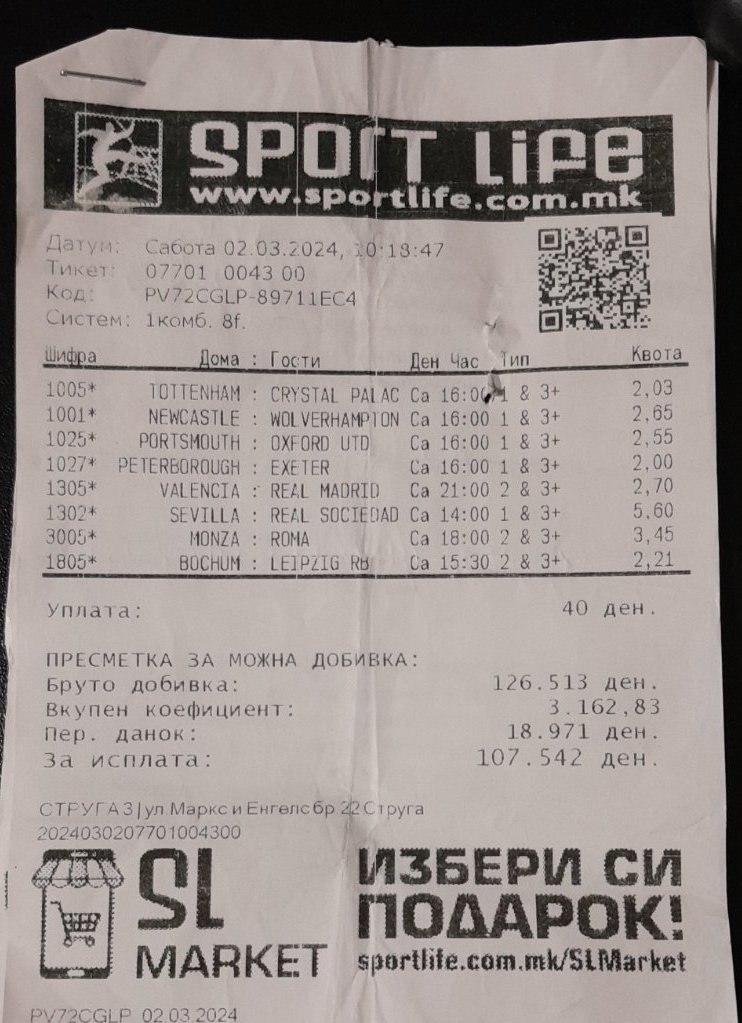 SPORT LIFE
www.sportlife.com.mk
Датум: Сабота 02.03.2024, 10:18:47
Тикет: 07701 0043 00
Код: PV72CGLP-89711EC4
Систем: 1комб. 8f.
Шифра Дома : Гости Ден Час Тип Квота
1005* TOTTENHAM : CRYSTAL PALAC Са 16:00 1 & 3+ 2,03
1001* NEWCASTLE : WOLVERHAMPTON Са 16:00 1 & 3+ 2,65
1025* PORTSMOUTH : OXFORD UTD Са 16:00 1 & 3+ 2,55
1027* PETERBOROUGH : EXETER Са 16:00 1 & 3+ 2,00
1305* VALENCIA : REAL MADRID Са 21:00 2 & 3+ 2,70
1302* SEVILLA : REAL SOCIEDAD Са 14:00 1 & 3+ 5,60
3005* MONZA : ROMA Са 18:00 2 & 3+ 3,45
1805* BOCHUM : LEIPZIG RB Са 15:30 2 & 3+ 2,21
Уплата: 40 ден.
ПРЕСМЕТКА ЗА МОЖНА ДОБИВКА:
Бруто добивка: 126.513 ден.
Вкупен коефициент: 3.162,83
Пер. данок: 18.971 ден.
За исплата: 107.542 ден.
СТРУГА 3 | ул.Маркс и Енгелс бр 22 Струга
2024030207701004300
SL
MARKET
ИЗБЕРИ СИ
ПОДАРОК!
sportlife.com.mk/SLMarket
PV72CGLP 02.03.2024